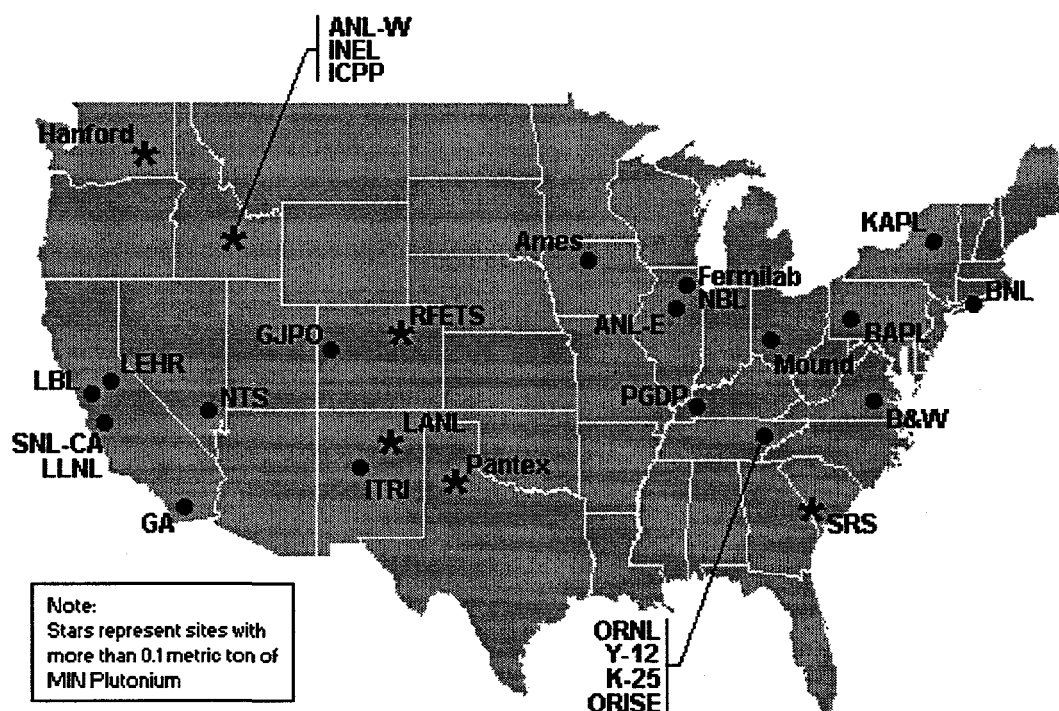 ANL-W
INEL
ICPP
Hanford
KAPL
Ames
Fermilab
NBL
BNL
ANL-E
RFETS
GJPO
BAPL
Mound
LEHR
LBL
NTS
PGDP
B&W
LANL
SNL-CA
LLNL
Pantex
ITRI
GA
SRS
Note:
Stars represent sites with
more than 0.1 metric ton of
MIN Plutonium
ORNL
Y-12
K-25
ORISE